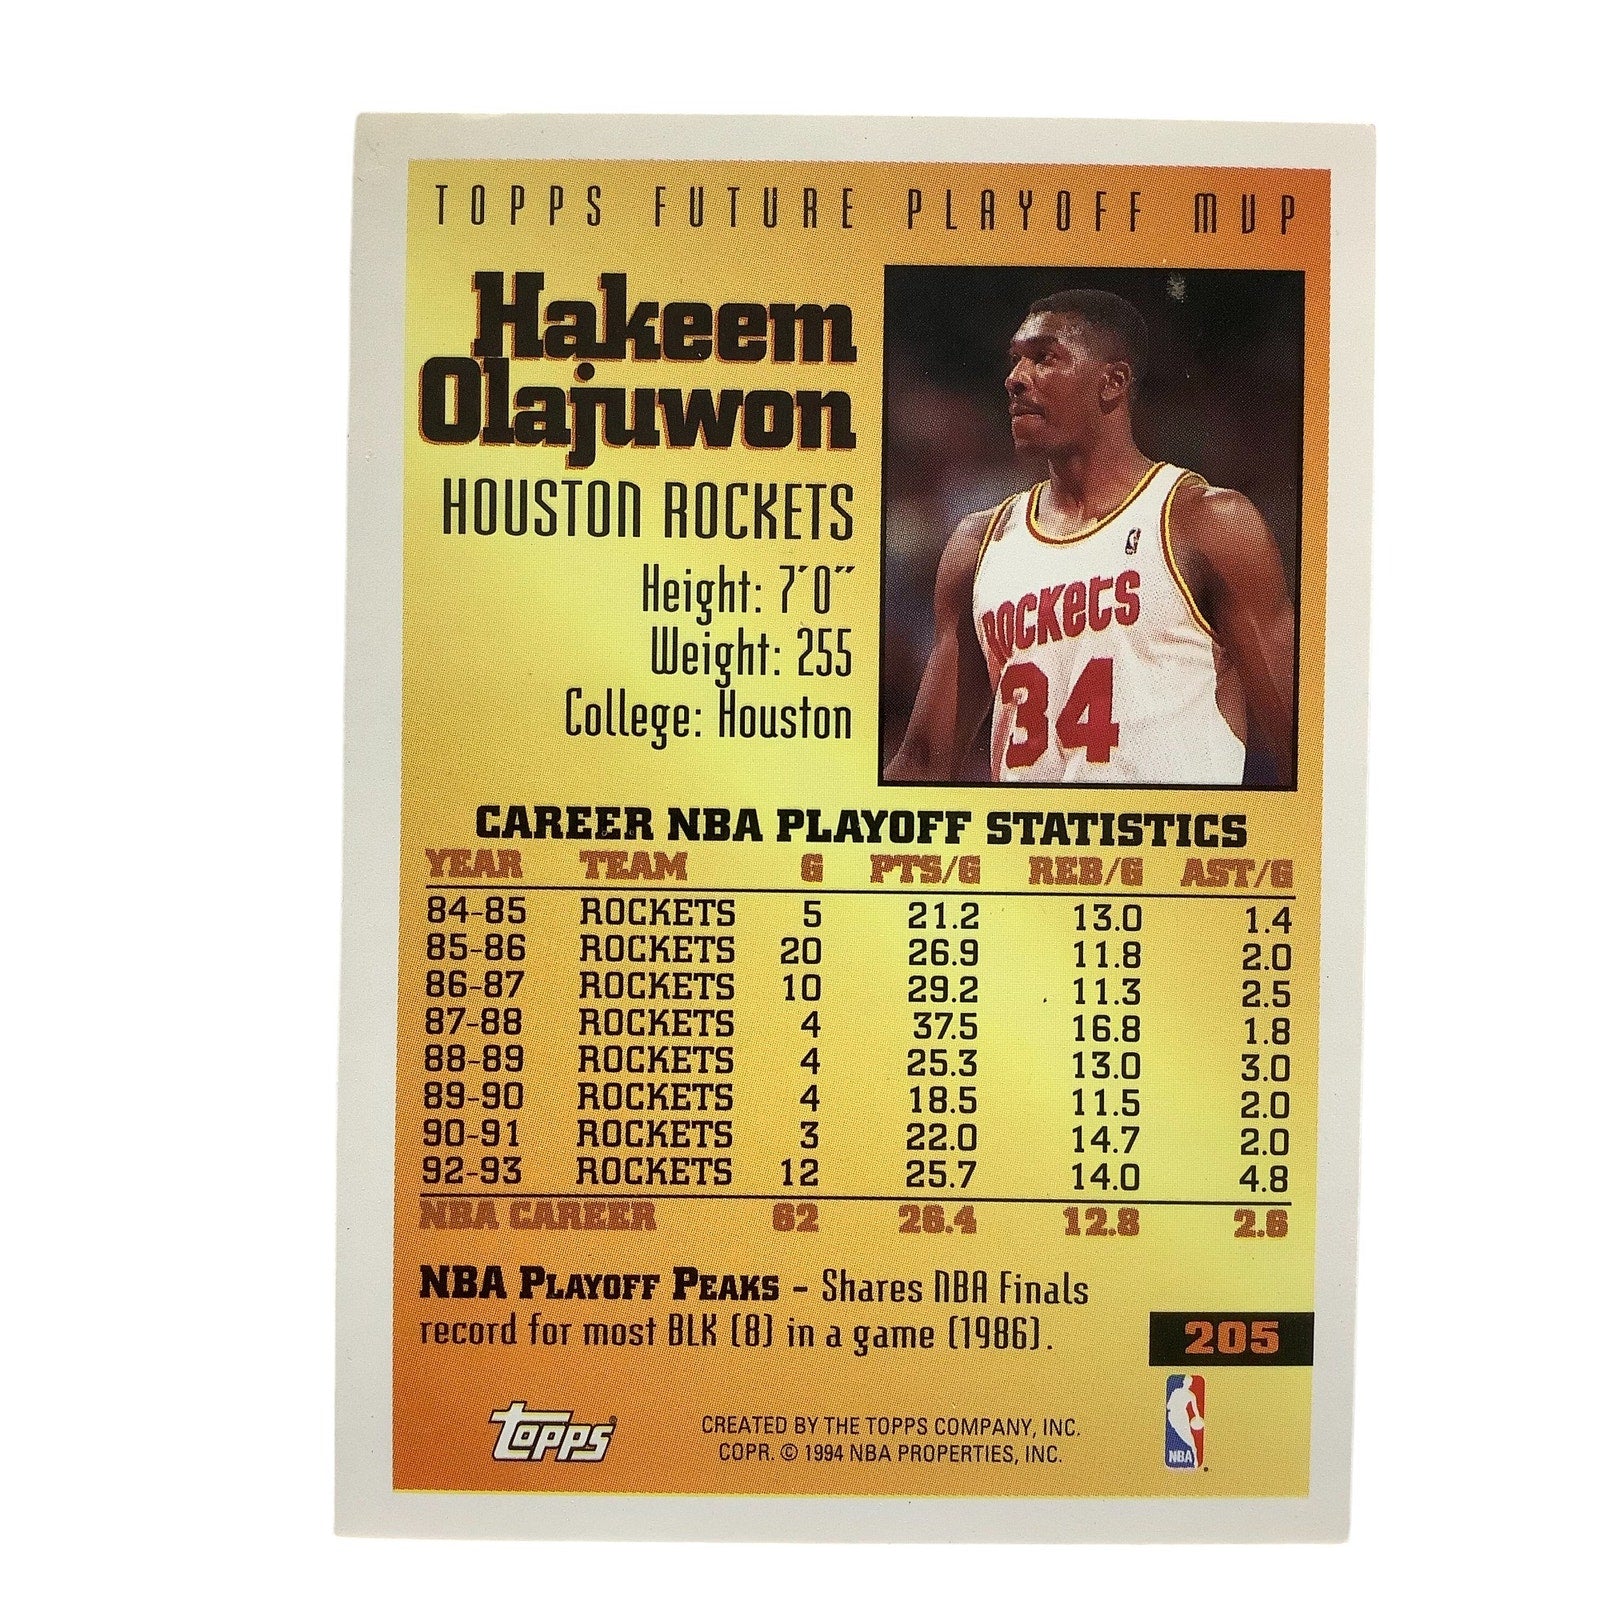 TOPPS FUTURE PLAYOFF MVP
Hakeem
Olajuwon
HOUSTON ROCKETS
Height: 7'0"
Weight: 255
College: Houston
ROCKETS
34
CAREER NBA PLAYOFF STATISTICS
YEAR TEAM G PTS/G REB/G AST/G
84-85 ROCKETS 5 21.2 13.0 1.4
85-86 ROCKETS 20 26.9 11.8 2.0
86-87 ROCKETS 10 29.2 11.3 2.5
87-88 ROCKETS 4 37.5 16.8 1.8
88-89 ROCKETS 4 25.3 13.0 3.0
89-90 ROCKETS 4 18.5 11.5 2.0
90-91 ROCKETS 3 22.0 14.7 2.0
92-93 ROCKETS 12 25.7 14.0 4.8
NBA CAREER 62 26.4 12.8 2.6
NBA PLAYOFF PEAKS - Shares NBA Finals
record for most BLK (8) in a game (1986).
205
Topps®
CREATED BY THE TOPPS COMPANY, INC.
COPR. © 1994 NBA PROPERTIES, INC.
NBA